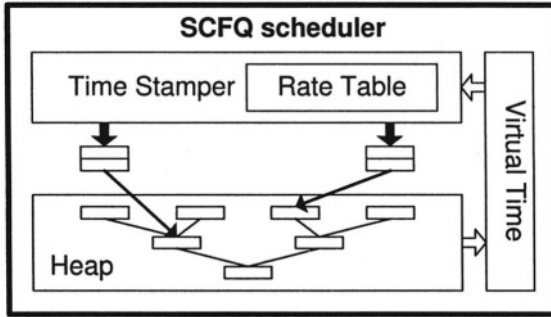 SCFQ scheduler
Time Stamper
Rate Table
Virtual Time
Heap